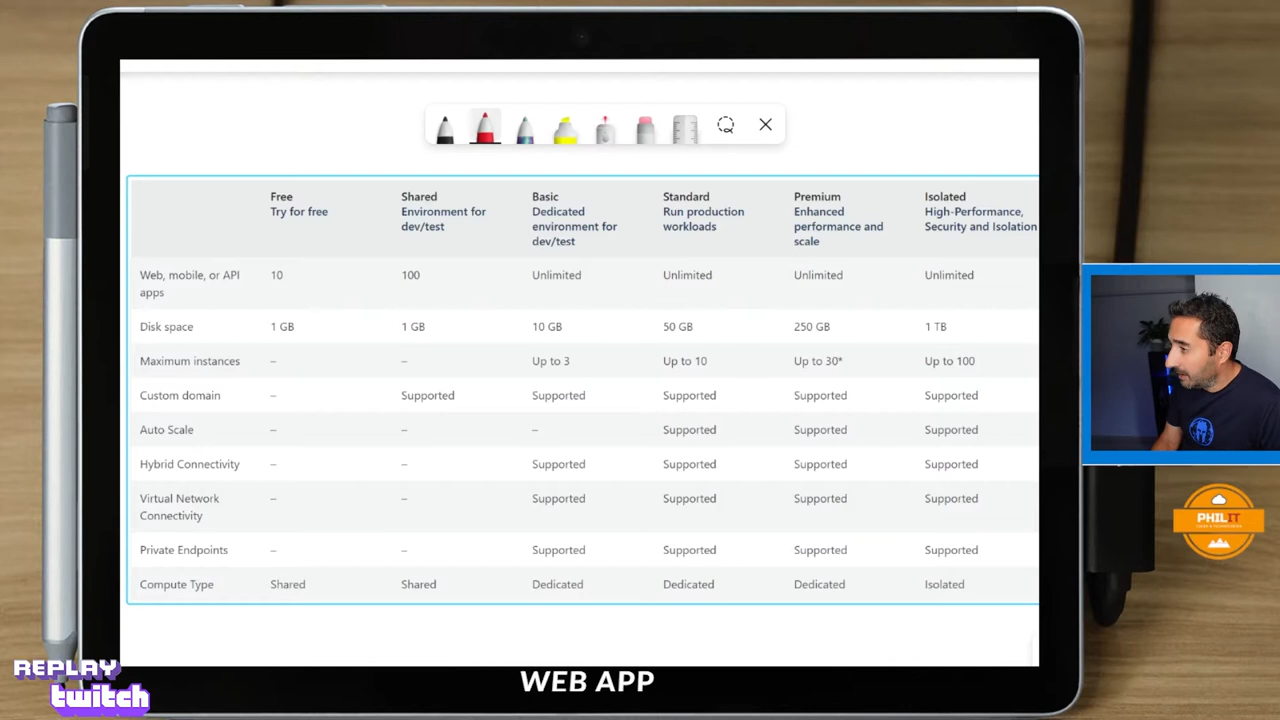 Free
Try for free
Shared
Environment for
dev/test
Basic
Dedicated
environment for
dev/test
Standard
Run production
workloads
Premium
Enhanced
performance and
scale
Isolated
High-Performance,
Security and Isolation
Web, mobile, or API
apps
10
100
Unlimited
Unlimited
Unlimited
Unlimited
Disk space
1 GB
1 GB
10 GB
50 GB
250 GB
1 TB
Maximum instances
–
–
Up to 3
Up to 10
Up to 30*
Up to 100
Custom domain
–
Supported
Supported
Supported
Supported
Supported
Auto Scale
–
–
–
Supported
Supported
Supported
Hybrid Connectivity
–
–
Supported
Supported
Supported
Supported
Virtual Network
Connectivity
–
–
Supported
Supported
Supported
Supported
Private Endpoints
–
–
Supported
Supported
Supported
Supported
Compute Type
Shared
Shared
Dedicated
Dedicated
Dedicated
Isolated
PHILIT
REPLAY
twitch
WEB APP